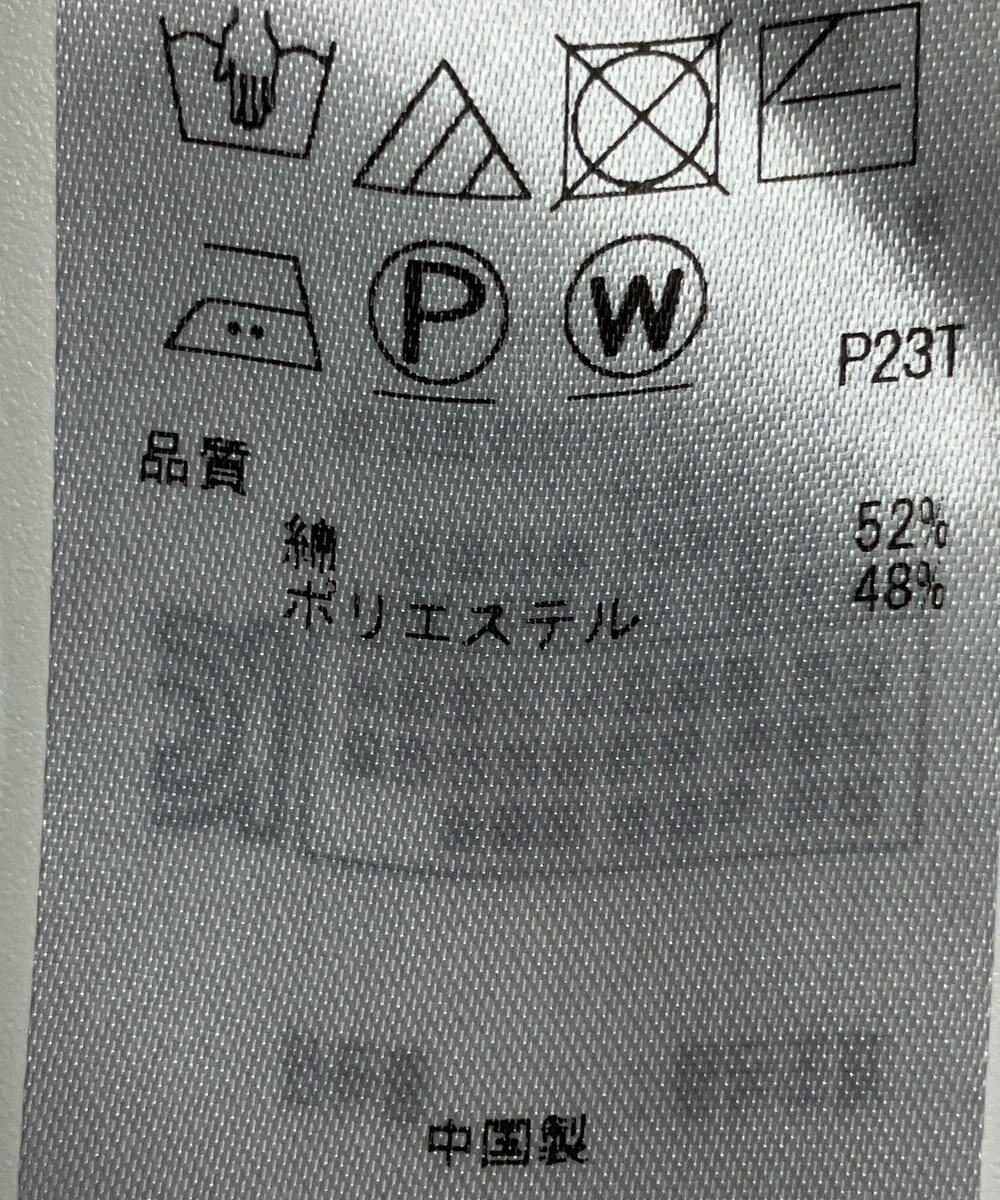 P W
P23T
品質
綿 52%
ポリエステル 48%
中国製